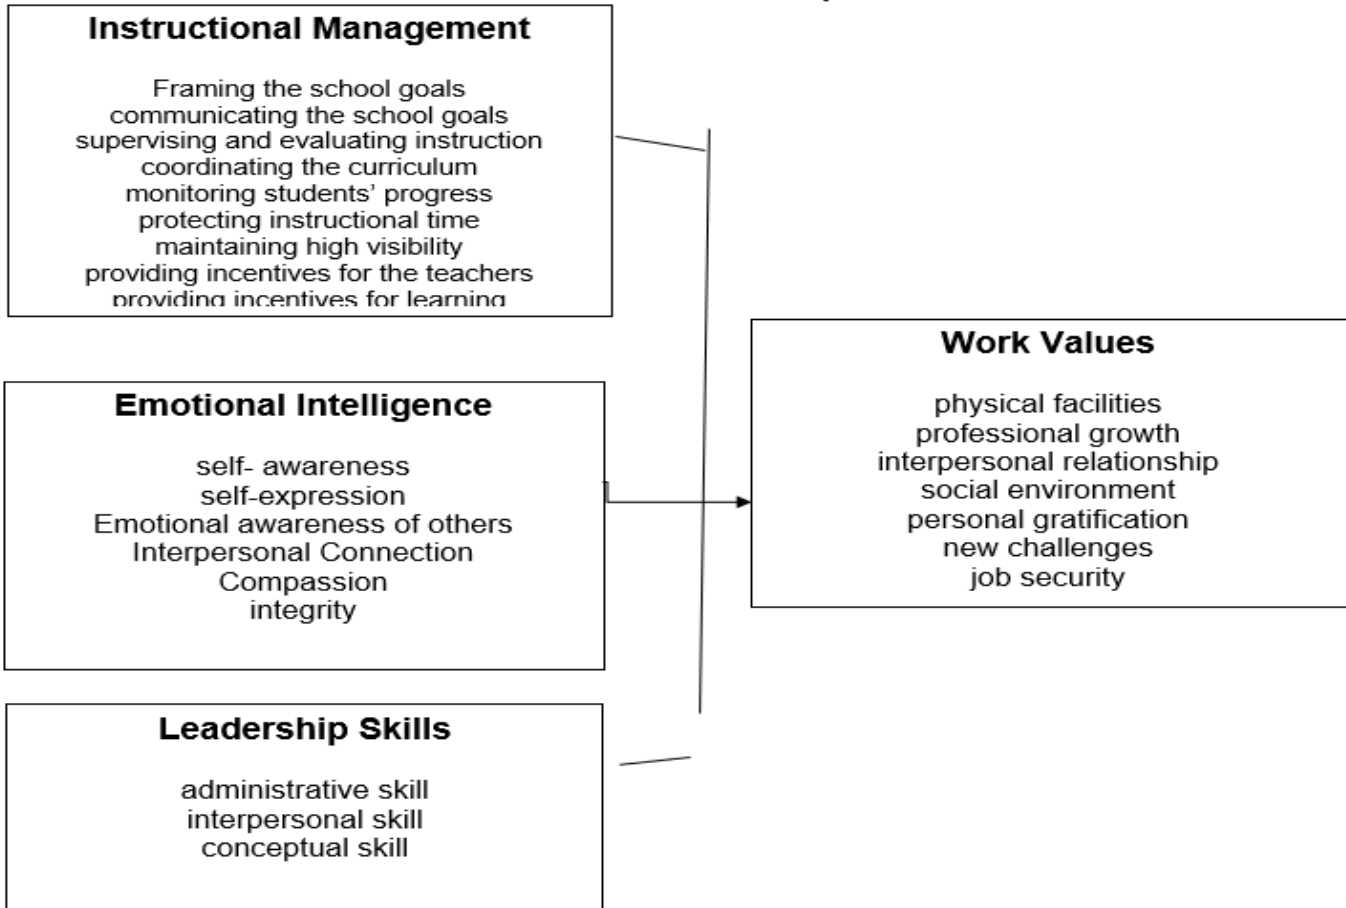 Instructional Management
Framing the school goals
communicating the school goals
supervising and evaluating instruction
coordinating the curriculum
monitoring students’ progress
protecting instructional time
maintaining high visibility
providing incentives for the teachers
providing incentives for learning
Emotional Intelligence
self- awareness
self-expression
Emotional awareness of others
Interpersonal Connection
Compassion
integrity
Leadership Skills
administrative skill
interpersonal skill
conceptual skill
Work Values
physical facilities
professional growth
interpersonal relationship
social environment
personal gratification
new challenges
job security